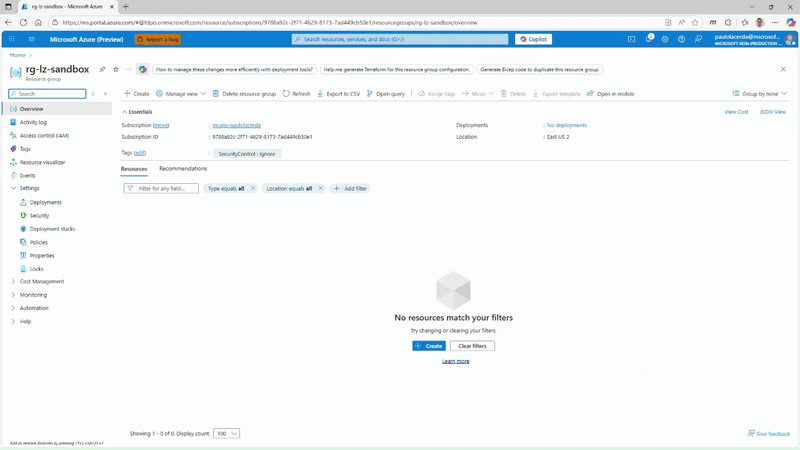 rg-lz-sandbox - Microsoft Azure
https://ms.portal.azure.com/#@fdpo.onmicrosoft.com/resource/subscriptions/9788a92c-2f71-4629-8173-7ad449cb50e1/resourcegroups/rg-lz-sandbox/overview
Microsoft Azure (Preview)
Report a bug
Search resources, services, and docs (G+/)
Copilot
1
paulolacerda@microsoft...
MICROSOFT NON-PRODUCTION ...
Home
rg-lz-sandbox
Resource group
How to manage these changes more efficiently with deployment tools?
Help me generate Terraform for this resource group configuration.
Generate Bicep code to duplicate this resource group.
Search
Create
Manage view
Delete resource group
Refresh
Export to CSV
Open query
Assign tags
Move
Delete
Export template
Open in mobile
Group by none
Overview
Activity log
Access control (IAM)
Tags
Resource visualizer
Events
Settings
Deployments
Security
Deployment stacks
Policies
Properties
Locks
Cost Management
Monitoring
Automation
Help
Essentials
View Cost
JSON View
Subscription (move) : mcaps-paulolacerda
Deployments : No deployments
Subscription ID : 9788a92c-2f71-4629-8173-7ad449cb50e1
Location : East US 2
Tags (edit) : SecurityControl : Ignore
Resources
Recommendations
Filter for any field...
Type equals all
Location equals all
Add filter
No resources match your filters
Try changing or clearing your filters.
Create
Clear filters
Learn more
Showing 1 - 0 of 0. Display count: 100
Give feedback
Add or remove favorites by pressing Ctrl+Shift+F